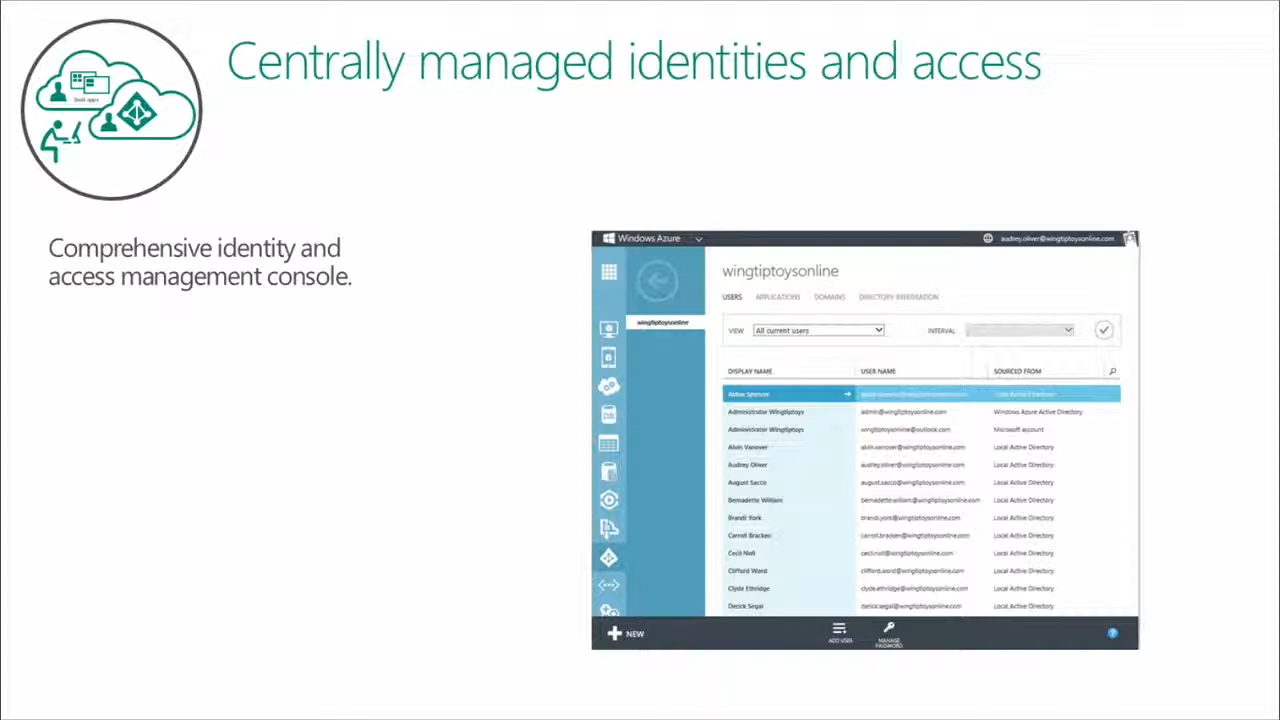 Centrally managed identities and access
SaaS apps
Comprehensive identity and
access management console.
Windows Azure
audrey.oliver@wingtiptoysonline.com
wingtiptoysonline
USERS APPLICATIONS DOMAINS DIRECTORY INTEGRATION
wingtiptoysonline
VIEW All current users INTERVAL
DISPLAY NAME USER NAME SOURCED FROM
Spencer
Administrator Wingtiptoys admin@wingtiptoysonline.com Windows Azure Active Directory
Administrator Wingtiptoys wingtiptoysonline@outlook.com Microsoft account
Alvin Vanover alvin.vanover@wingtiptoysonline.com Local Active Directory
Audrey Oliver audrey.oliver@wingtiptoysonline.com Local Active Directory
August Sacco august.sacco@wingtiptoysonline.com Local Active Directory
Bernadette William bernadette.william@wingtiptoysonline.com Local Active Directory
Brandi York brandi.york@wingtiptoysonline.com Local Active Directory
Carroll Bracken carroll.bracken@wingtiptoysonline.com Local Active Directory
Cecil Noll cecil.noll@wingtiptoysonline.com Local Active Directory
Clifford Ward clifford.ward@wingtiptoysonline.com Local Active Directory
Clyde Ethridge clyde.ethridge@wingtiptoysonline.com Local Active Directory
Derick Segal derick.segal@wingtiptoysonline.com Local Active Directory
NEW ADD USER MANAGE
PASSWORD